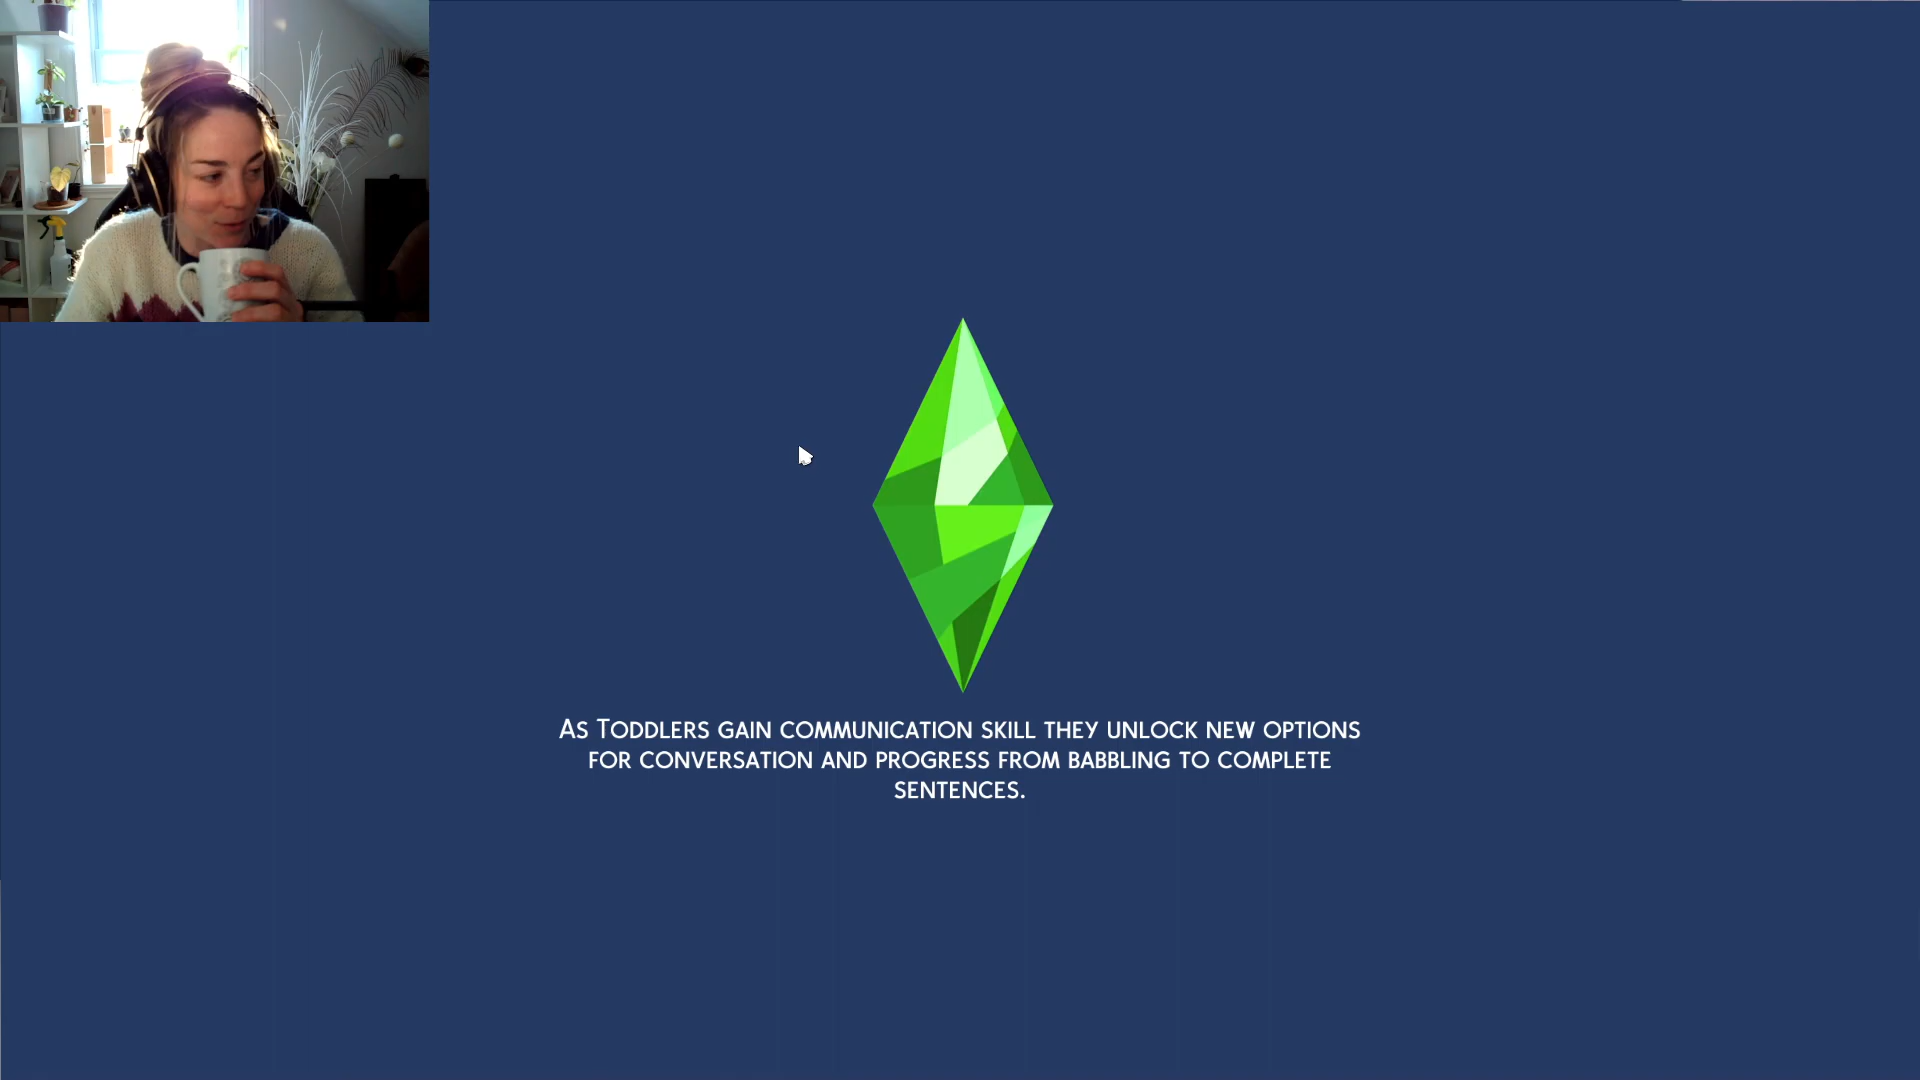 As Toddlers gain communication skill they unlock new options
for conversation and progress from babbling to complete
sentences.